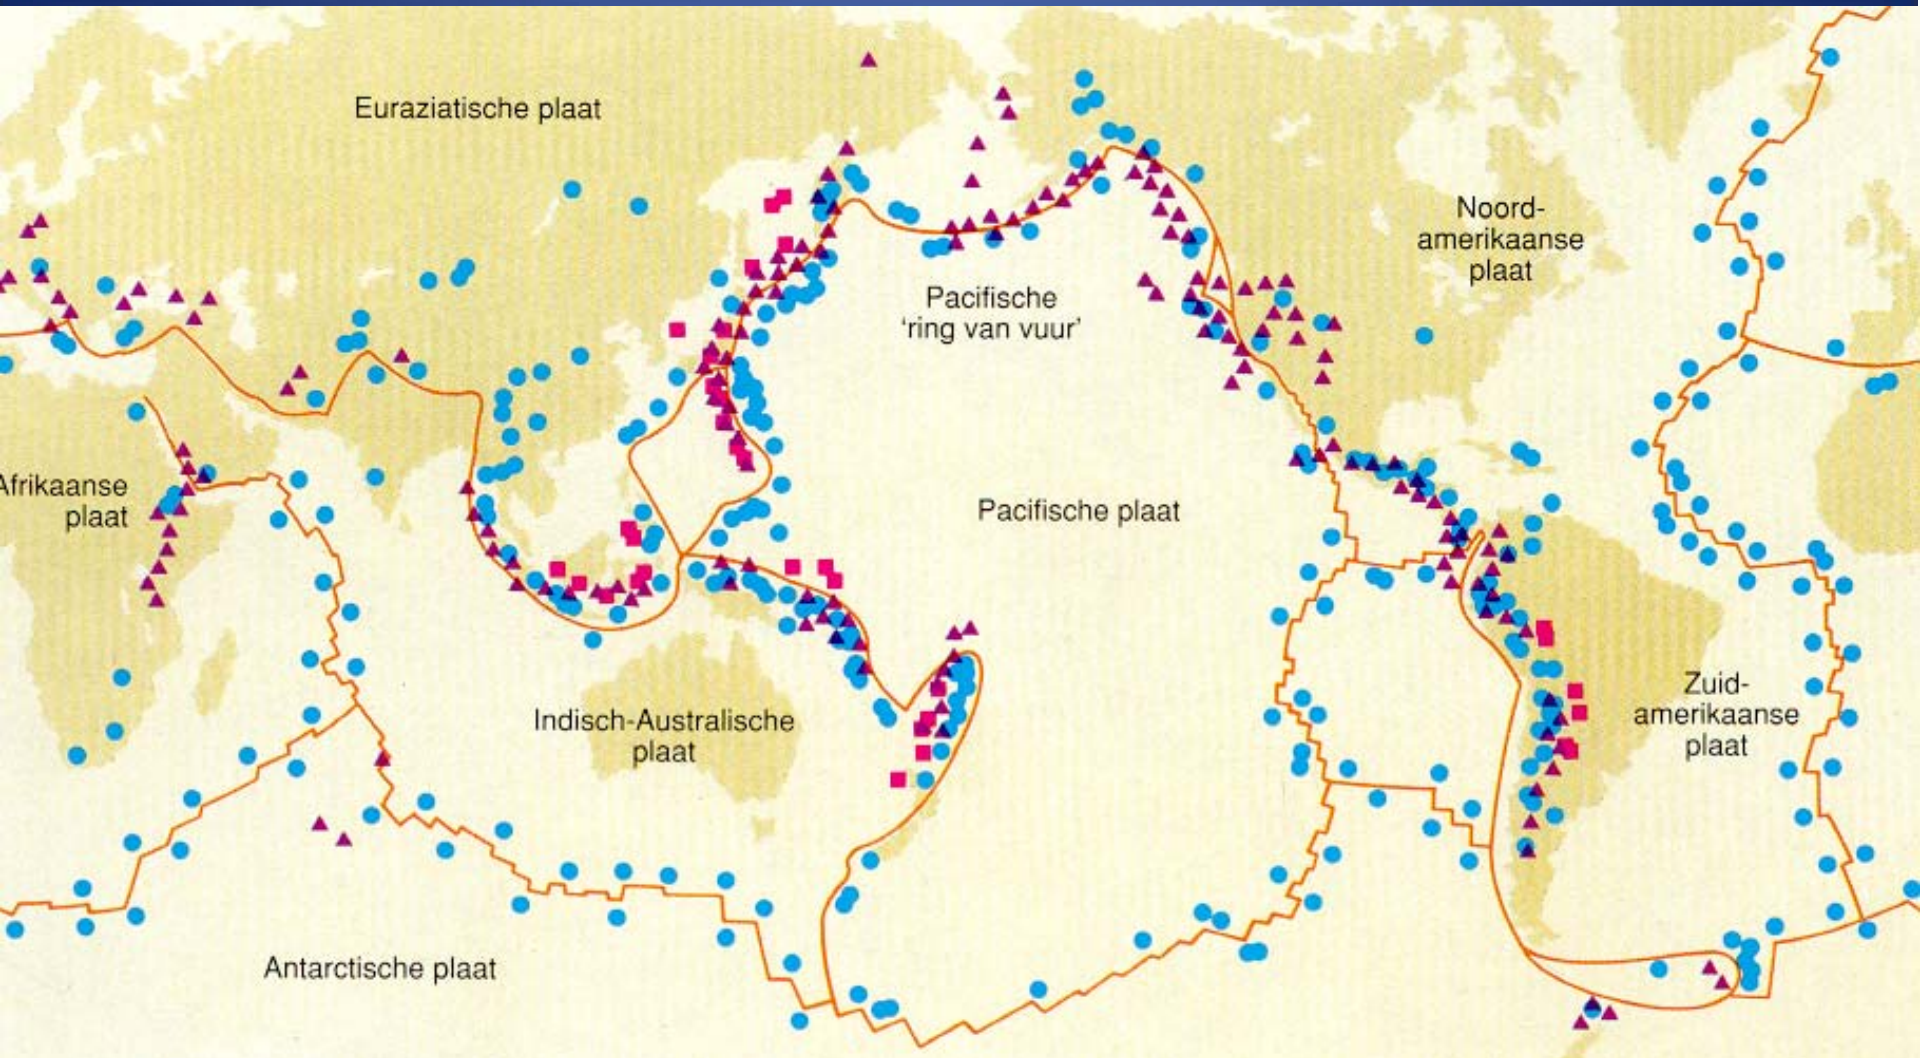 Euraziatische plaat
Noord-
amerikaanse
plaat
Pacifische
‘ring van vuur’
Afrikaanse
plaat
Pacifische plaat
Indisch-Australische
plaat
Zuid-
amerikaanse
plaat
Antarctische plaat